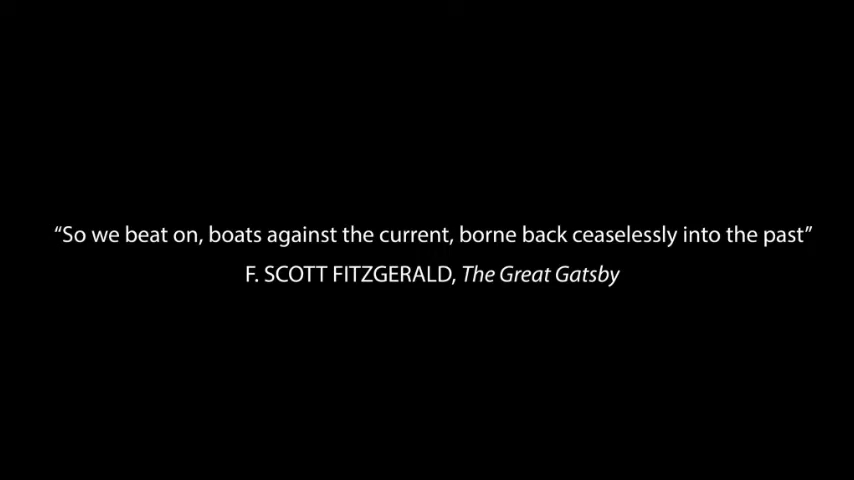 “So we beat on, boats against the current, borne back ceaselessly into the past”
F. SCOTT FITZGERALD, The Great Gatsby